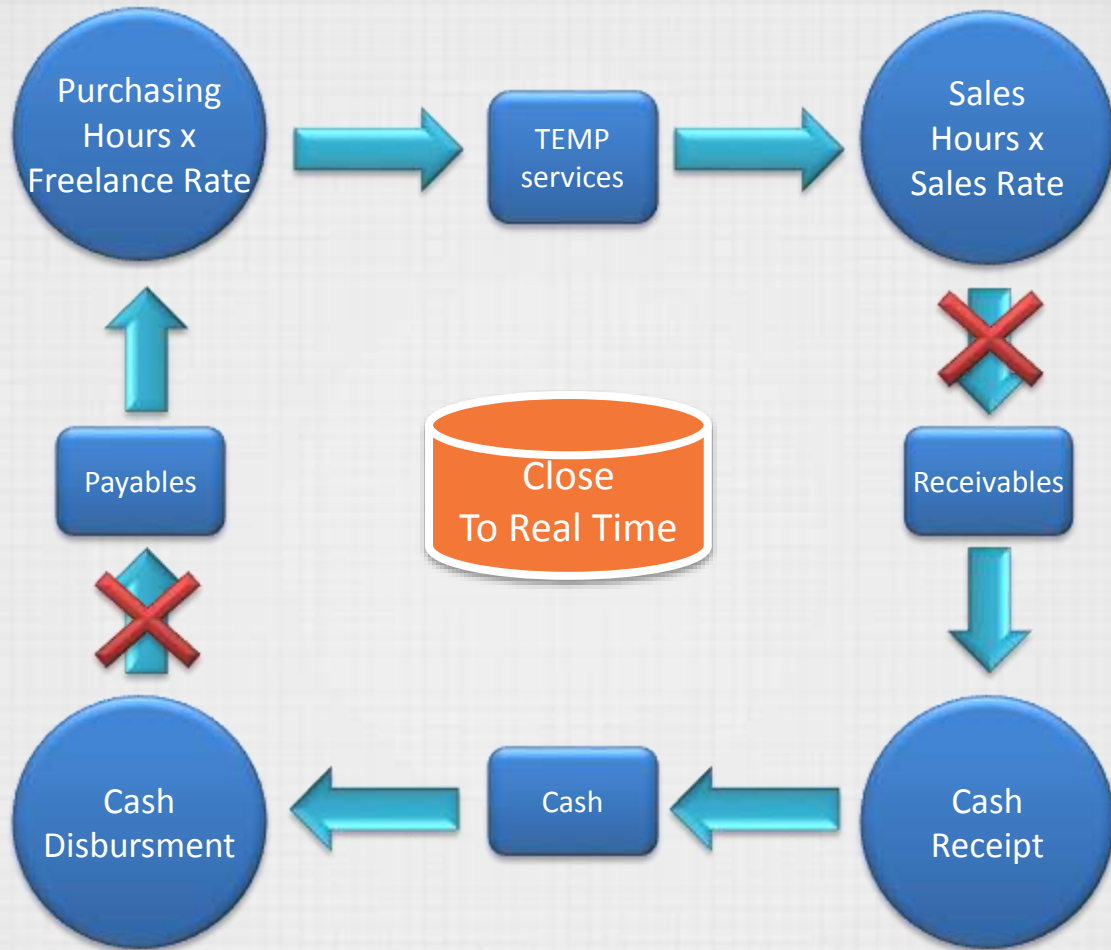 Purchasing
Hours x
Freelance Rate
TEMP
services
Sales
Hours x
Sales Rate
Payables
Close
To Real Time
Receivables
Cash
Disbursment
Cash
Cash
Receipt